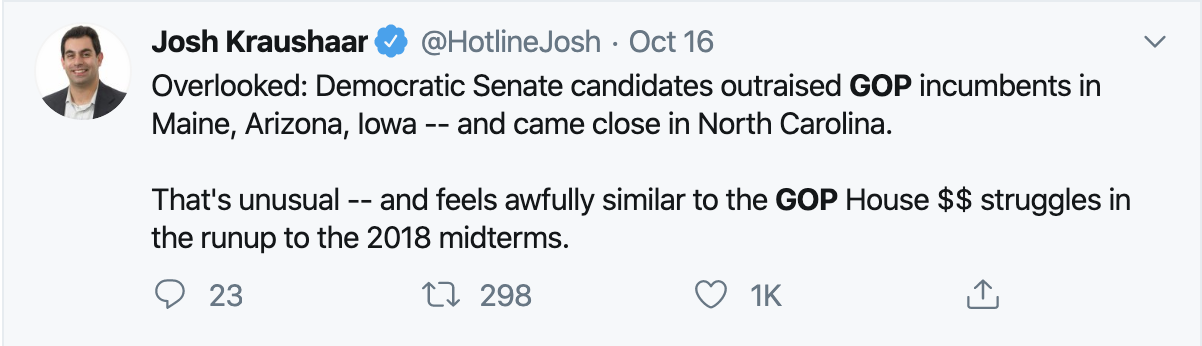 Josh Kraushaar @HotlineJosh · Oct 16
Overlooked: Democratic Senate candidates outraised GOP incumbents in
Maine, Arizona, Iowa -- and came close in North Carolina.
That's unusual -- and feels awfully similar to the GOP House $$ struggles in
the runup to the 2018 midterms.
23 298 1K